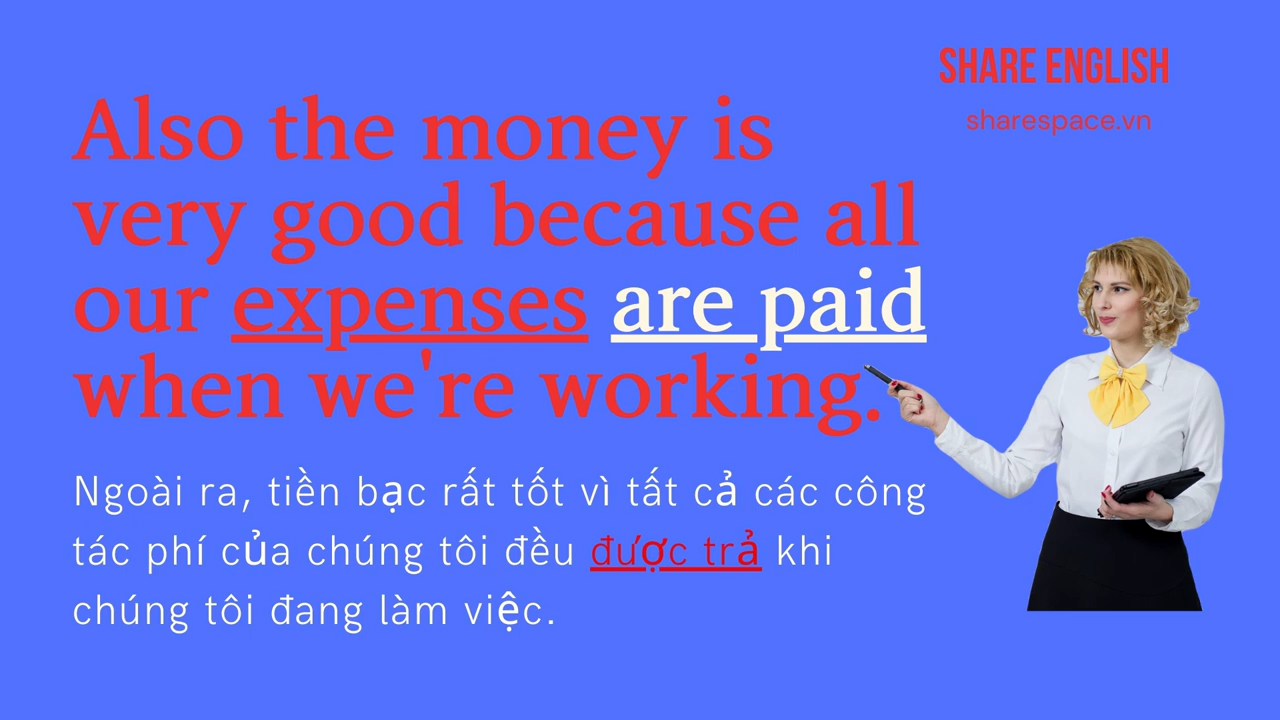 SHARE ENGLISH
sharespace.vn
Also the money is
very good because all
our expenses are paid
when we're working.
Ngoài ra, tiền bạc rất tốt vì tất cả các công
tác phí của chúng tôi đều được trả khi
chúng tôi đang làm việc.